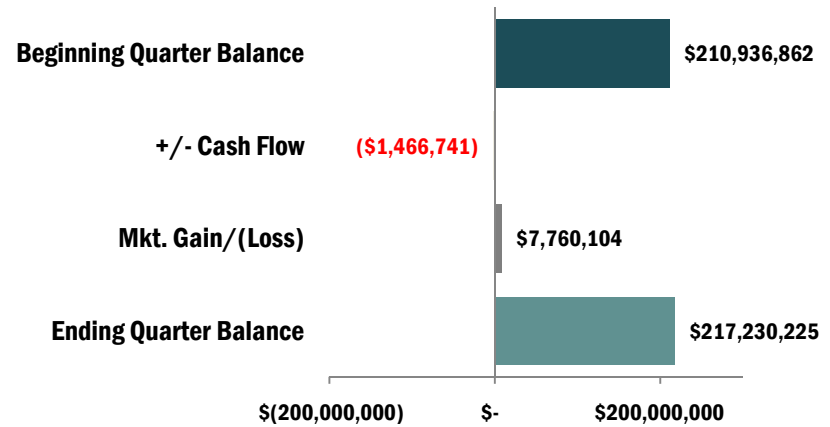 Beginning Quarter Balance $210,936,862
+/- Cash Flow ($1,466,741)
Mkt. Gain/(Loss) $7,760,104
Ending Quarter Balance $217,230,225
$(200,000,000) $- $200,000,000